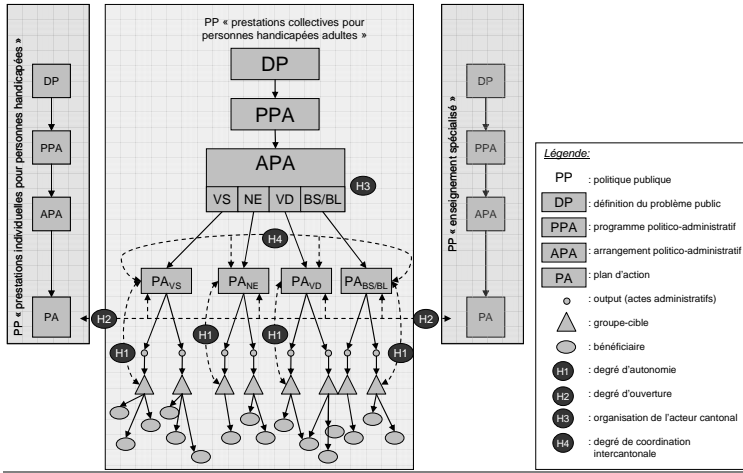 PP « prestations individuelles pour personnes handicapées »
DP
PPA
APA
PA
PP « prestations collectives pour
personnes handicapées adultes »
DP
PPA
APA
VS NE VD BS/BL
H3
H4
PA VS
PA NE
PA VD
PA BS/BL
H2
H2
H1
H1
H1
H1
PP « enseignement spécialisé »
DP
PPA
APA
PA
Légende:
PP : politique publique
DP : définition du problème public
PPA : programme politico-administratif
APA : arrangement politico-administratif
PA : plan d'action
: output (actes administratifs)
: groupe-cible
: bénéficiaire
H1 : degré d'autonomie
H2 : degré d'ouverture
H3 : organisation de l'acteur cantonal
H4 : degré de coordination
intercantonale